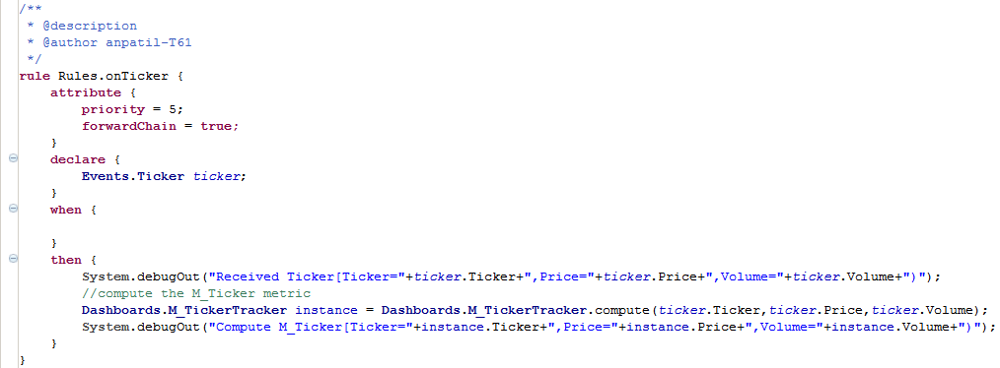 /**
 * @description
 * @author anpatil-T61
 */
rule Rules.onTicker {
    attribute {
        priority = 5;
        forwardChain = true;
    }
    declare {
        Events.Ticker ticker;
    }
    when {

    }
    then {
        System.debugOut("Received Ticker[Ticker="+ticker.Ticker+",Price="+ticker.Price+",Volume="+ticker.Volume+")");
        //compute the M_Ticker metric
        Dashboards.M_TickerTracker instance = Dashboards.M_TickerTracker.compute(ticker.Ticker,ticker.Price,ticker.Volume);
        System.debugOut("Compute M_Ticker[Ticker="+instance.Ticker+",Price="+instance.Price+",Volume="+instance.Volume+")");
    }
}